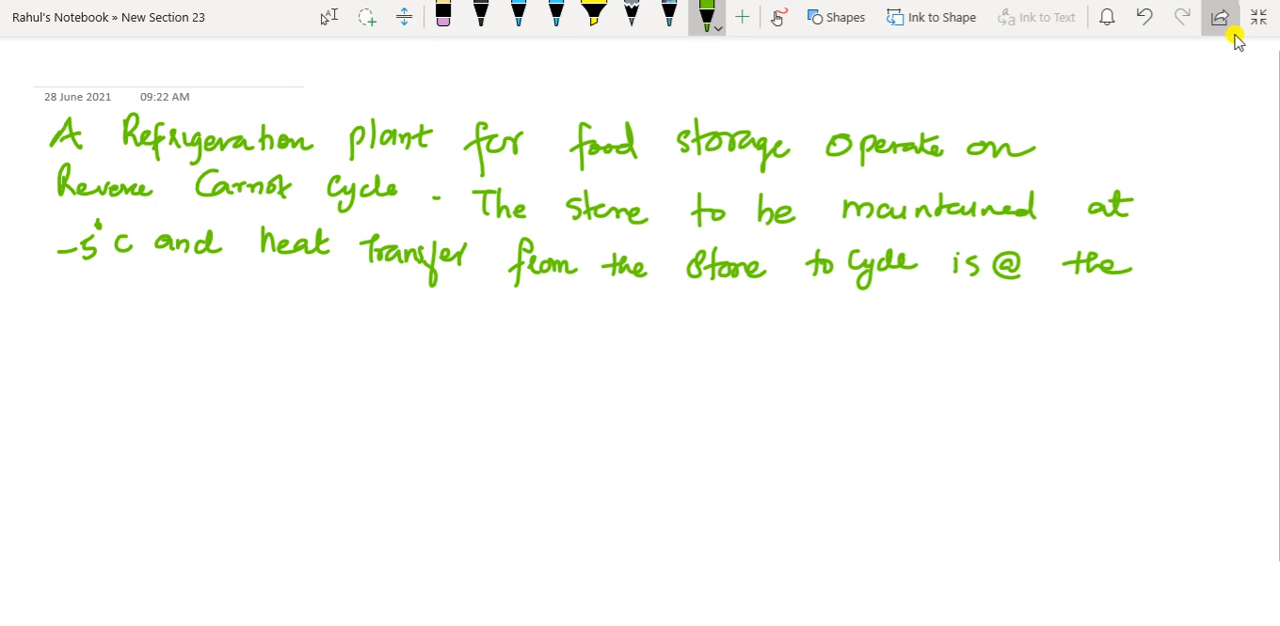 Rahul's Notebook » New Section 23
Shapes
Ink to Shape
Ink to Text
28 June 2021 09:22 AM
A Refrigeration plant for food storage operate on
Reverse Carnot Cycle. The store to be maintained at
-5°C and heat transfer from the store to Cycle is @ the